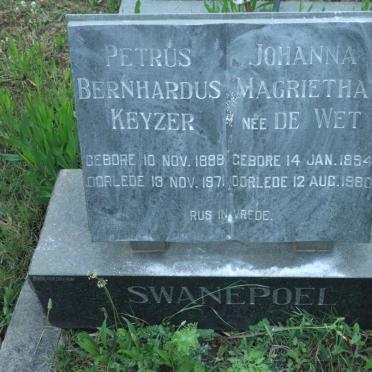 PETRUS
BERNHARDUS
KEYZER
GEBORE 10 NOV. 1889
OORLEDE 13 NOV. 1971
JOHANNA
MAGRIETHA
NÉE DE WET
GEBORE 14 JAN. 1894
OORLEDE 12 AUG. 1980
RUS IN VREDE.
SWANEPOEL